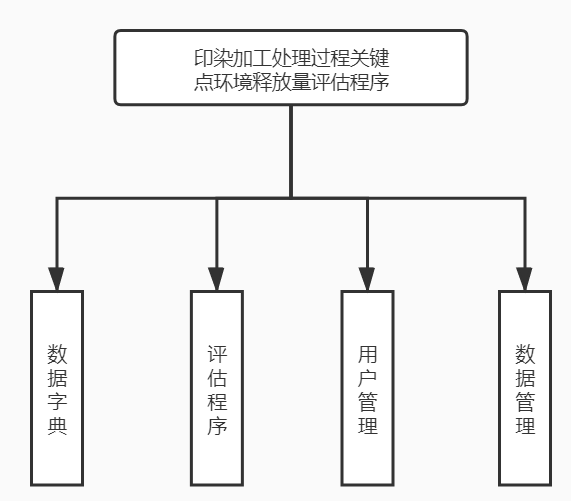 印染加工处理过程关键
点环境释放量评估程序
数据字典
评估程序
用户管理
数据管理